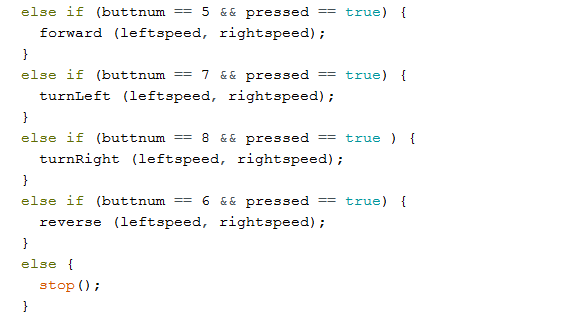 else if (buttnum == 5 && pressed == true) {
forward (leftspeed, rightspeed);
}
else if (buttnum == 7 && pressed == true) {
turnLeft (leftspeed, rightspeed);
}
else if (buttnum == 8 && pressed == true ) {
turnRight (leftspeed, rightspeed);
}
else if (buttnum == 6 && pressed == true) {
reverse (leftspeed, rightspeed);
}
else {
stop();
}